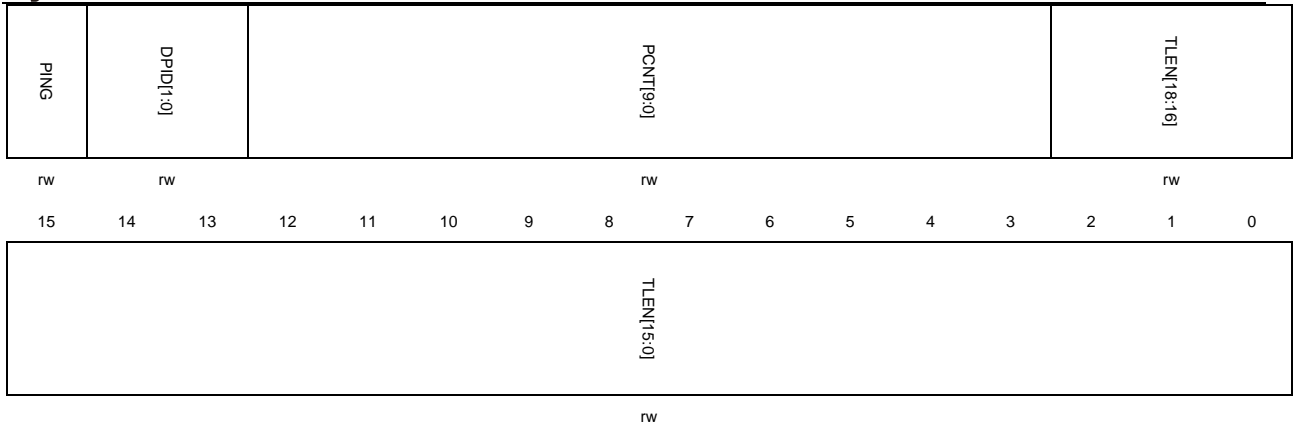 PING DPID[1:0] PCNT[9:0] TLEN[18:16]
rw rw rw rw
15 14 13 12 11 10 9 8 7 6 5 4 3 2 1 0
TLEN[15:0]
rw